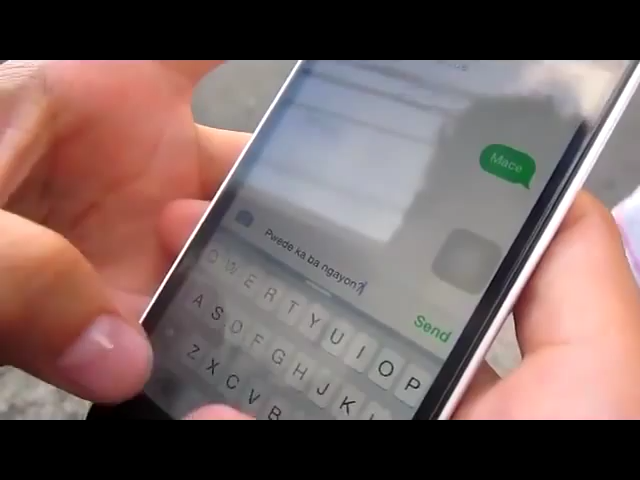 Mace
Pwede ka ba ngayon?
Send
Q W E R T Y U I O P
A S D F G H J K L
Z X C V B